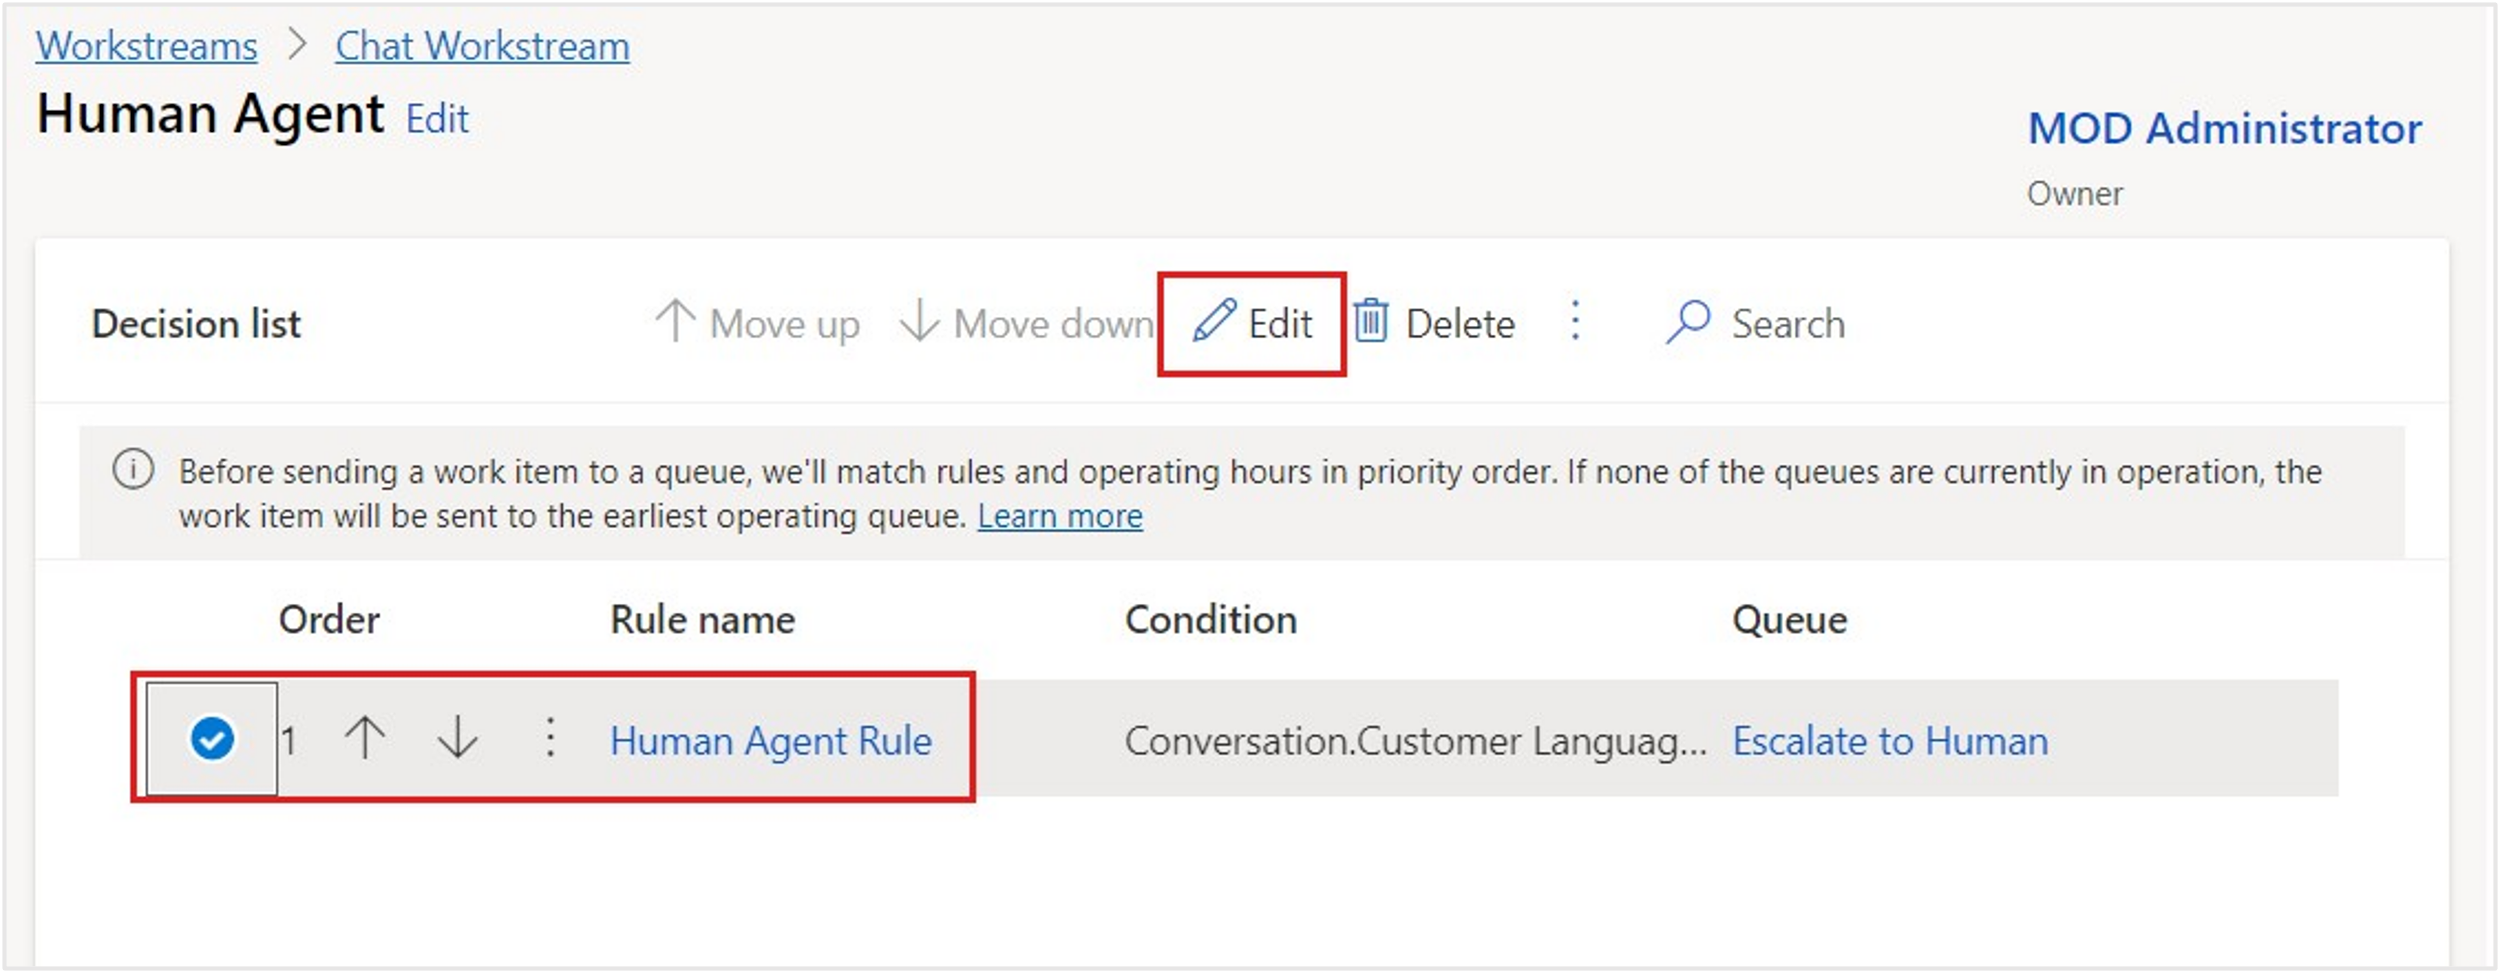 Workstreams > Chat Workstream
Human Agent Edit
MOD Administrator
Owner
Decision list Move up Move down Edit Delete Search
Before sending a work item to a queue, we'll match rules and operating hours in priority order. If none of the queues are currently in operation, the
work item will be sent to the earliest operating queue. Learn more
Order Rule name Condition Queue
1 Human Agent Rule Conversation.Customer Languag... Escalate to Human